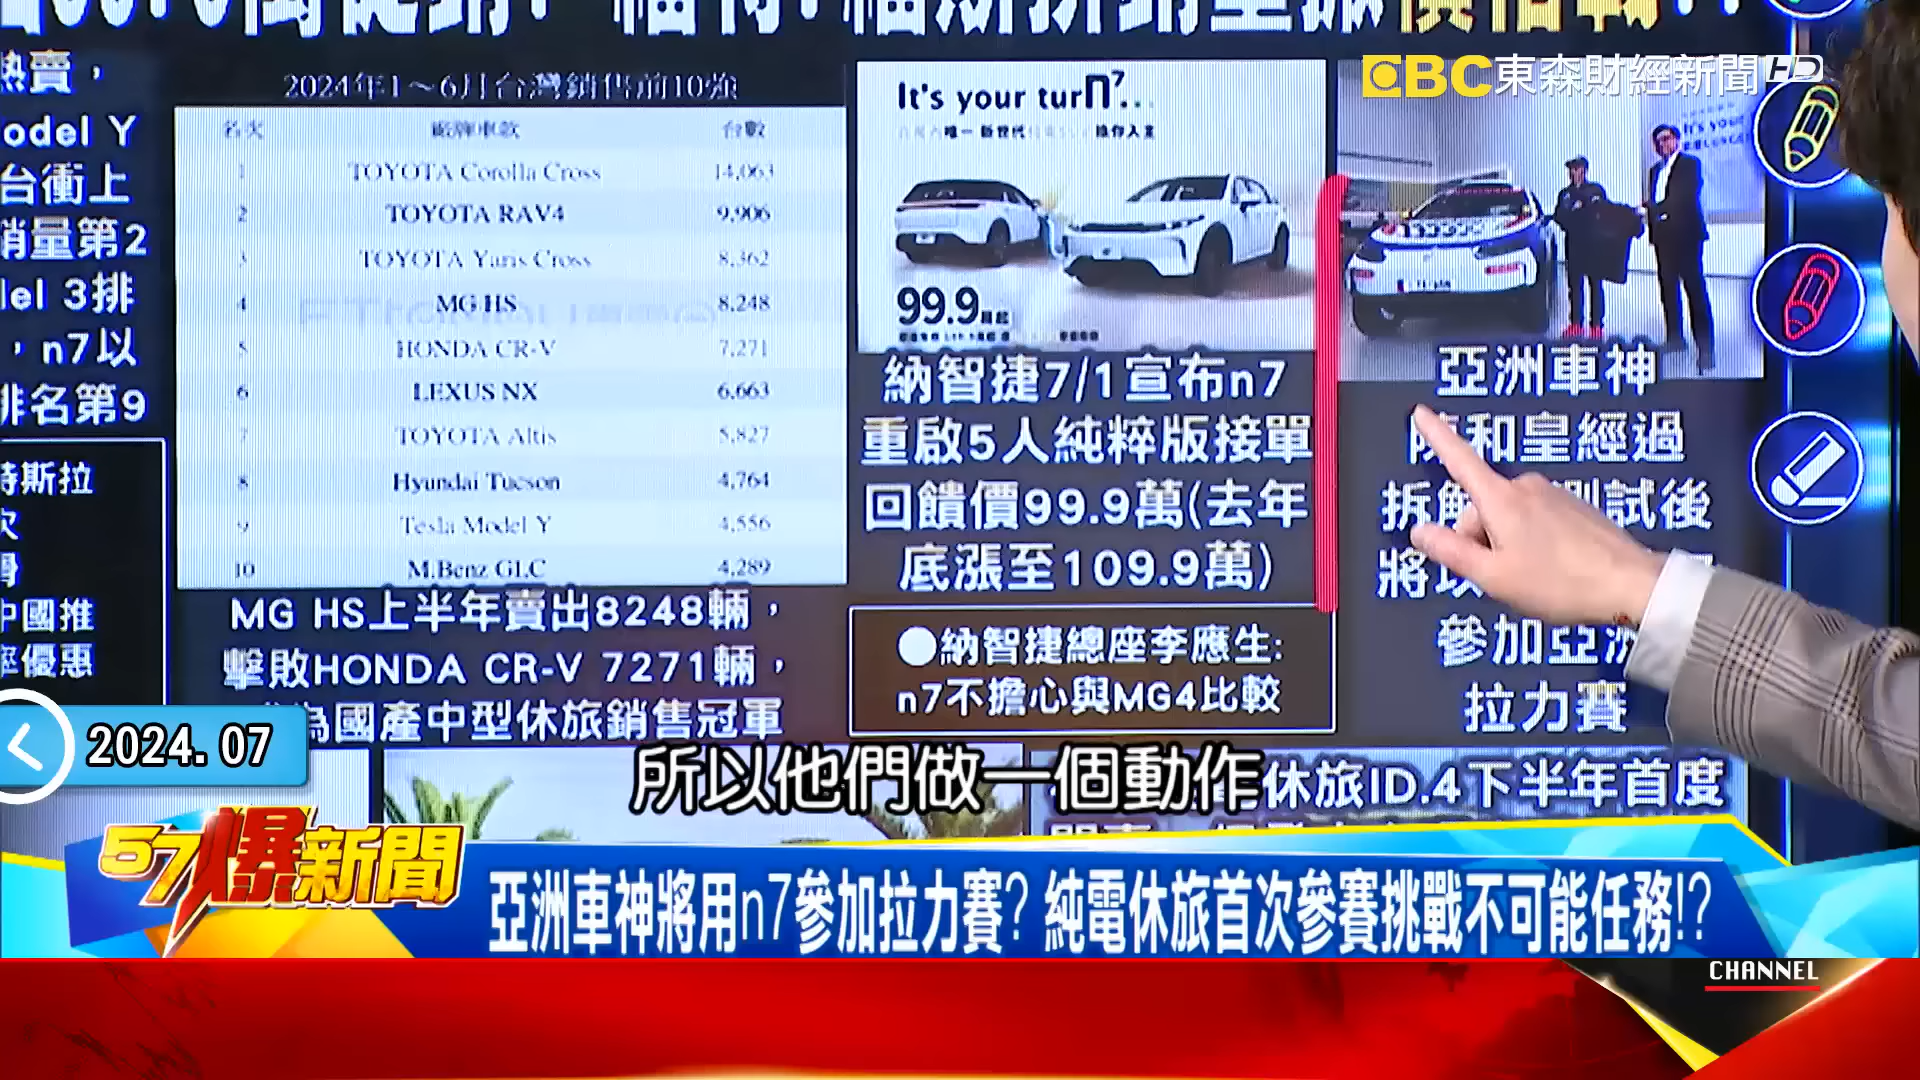 EBC東森財經新聞HD
熱賣，
odel Y
台衝上
銷量第2
del 3排
，n7以
排名第9
特斯拉
次
中國推
率優惠
2024年1～6月台灣銷售前10強
名次 廠牌車款 台數
1 TOYOTA Corolla Cross 14,063
2 TOYOTA RAV4 9,906
3 TOYOTA Yaris Cross 8,362
4 MG HS 8,248
5 HONDA CR-V 7,271
6 LEXUS NX 6,663
7 TOYOTA Altis 5,827
8 Hyundai Tucson 4,764
9 Tesla Model Y 4,556
10 M.Benz GLC 4,289
MG HS上半年賣出8248輛，
擊敗HONDA CR-V 7271輛，
為國產中型休旅銷售冠軍
It's your turn⁷...
99.9萬起
納智捷7/1宣布n7
重啟5人純粹版接單
回饋價99.9萬(去年
底漲至109.9萬)
●納智捷總座李應生:
n7不擔心與MG4比較
It's your
亞洲車神
陳和皇經過
拆解 測試後
將以
參加亞洲
拉力賽
休旅ID.4下半年首度
2024.07
所以他們做一個動作
57爆新聞
亞洲車神將用n7參加拉力賽? 純電休旅首次參賽挑戰不可能任務!?
CHANNEL